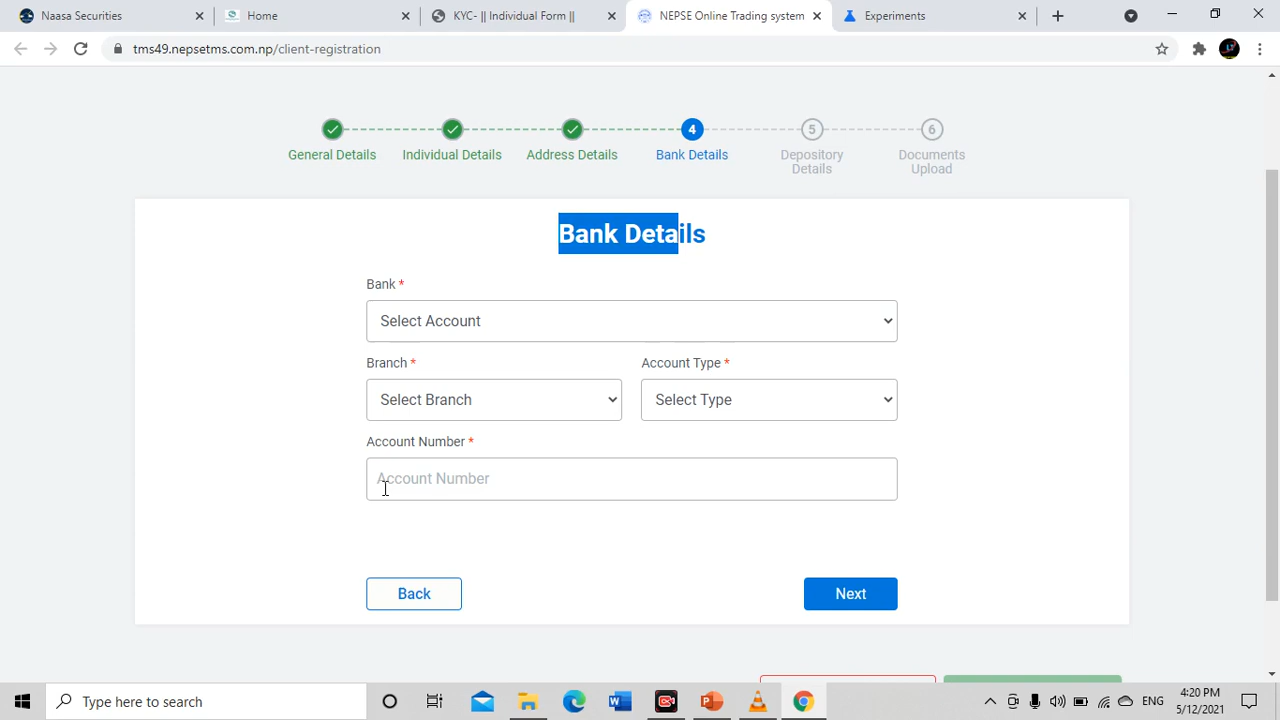 Naasa Securities
Home
KYC- || Individual Form ||
NEPSE Online Trading system
Experiments
tms49.nepsetms.com.np/client-registration
4
5
6
General Details
Individual Details
Address Details
Bank Details
Depository
Details
Documents
Upload
Bank Details
Bank *
Select Account
Branch *
Account Type *
Select Branch
Select Type
Account Number *
Account Number
Back
Next
Type here to search
ENG
4:20 PM
5/12/2021